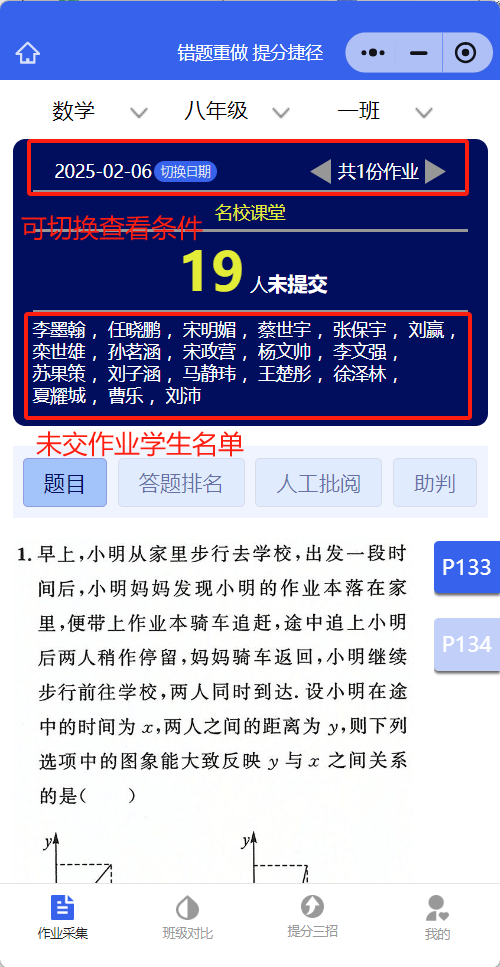 错题重做 提分捷径
数学 八年级 一班
2025-02-06 切换日期 共1份作业
名校课堂
可切换查看条件
19人未提交
李墨翰，任晓鹏，宋明媚，蔡世宇，张保宇，刘赢，
栾世雄，孙茗涵，宋政营，杨文帅，李文强，
苏果策，刘子涵，马静玮，王楚彤，徐泽林，
夏耀城，曹乐，刘沛
未交作业学生名单
题目 答题排名 人工批阅 助判
1. 早上，小明从家里步行去学校，出发一段时
间后，小明妈妈发现小明的作业本落在家
里，便带上作业本骑车追赶，途中追上小明
后两人稍作停留，妈妈骑车返回，小明继续
步行前往学校，两人同时到达．设小明在途
中的时间为 x，两人之间的距离为 y，则下列
选项中的图象能大致反映 y 与 x 之间关系
的是（ ）
P133
P134
y y
作业采集 班级对比 提分三招 我的